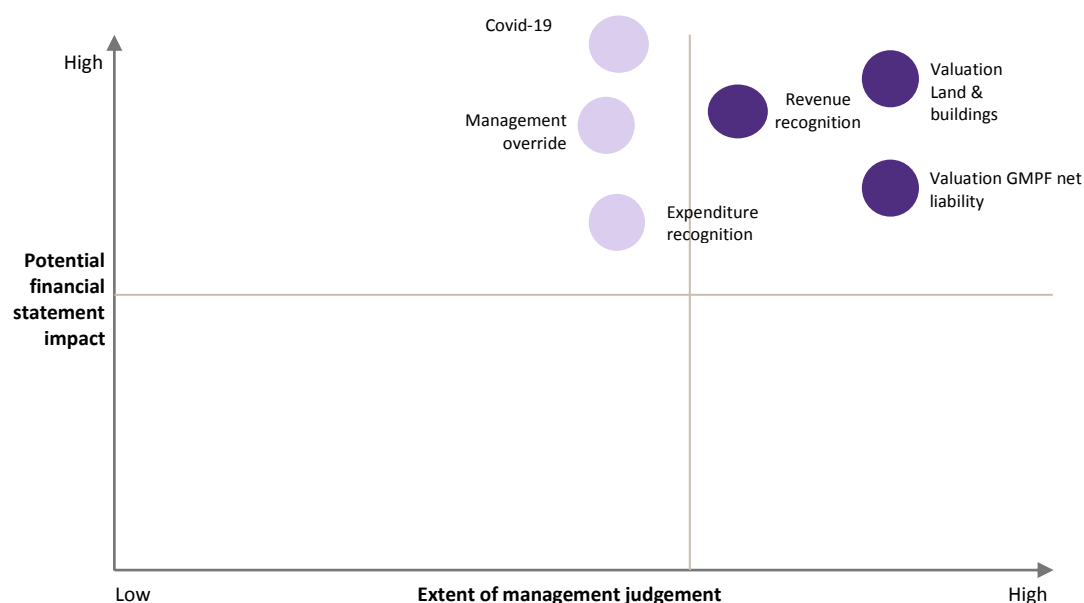 Covid-19
High
Management
override
Revenue
recognition
Valuation
Land &
buildings
Expenditure
recognition
Valuation GMPF net
liability
Potential
financial
statement
impact
Low
Extent of management judgement
High